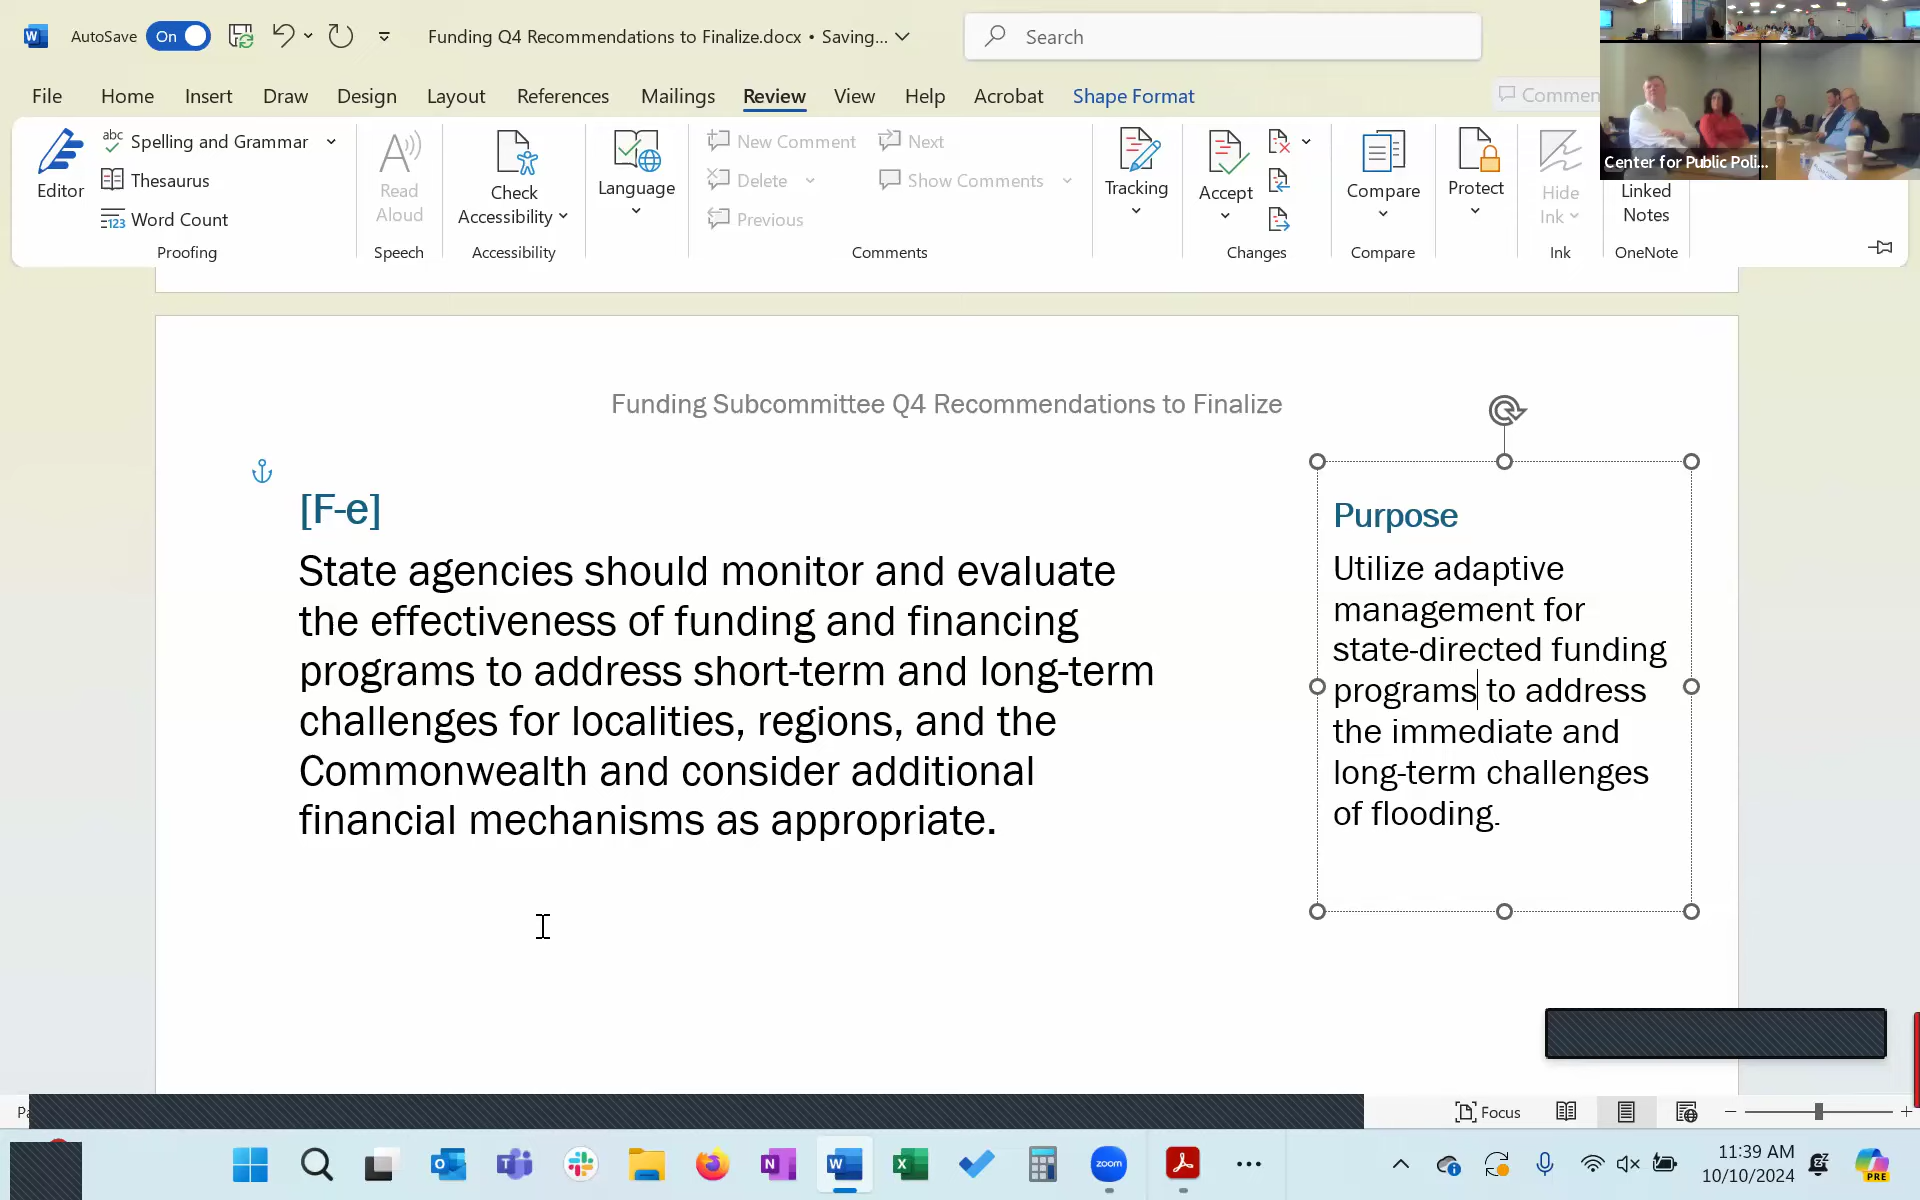 AutoSave On Funding Q4 Recommendations to Finalize.docx • Saving... Search
File Home Insert Draw Design Layout References Mailings Review View Help Acrobat Shape Format Commen
Editor
abc Spelling and Grammar
Thesaurus
123 Word Count
Proofing
Read Aloud
Speech
Check Accessibility
Accessibility
Language
New Comment
Delete
Previous
Next
Show Comments
Comments
Tracking
Accept
Changes
Compare
Compare
Protect
Hide Ink
Ink
Linked Notes
OneNote
Center for Public Poli...
Funding Subcommittee Q4 Recommendations to Finalize
[F-e]
State agencies should monitor and evaluate
the effectiveness of funding and financing
programs to address short-term and long-term
challenges for localities, regions, and the
Commonwealth and consider additional
financial mechanisms as appropriate.
Purpose
Utilize adaptive
management for
state-directed funding
programs to address
the immediate and
long-term challenges
of flooding.
Focus
zoom
11:39 AM
10/10/2024
PRE